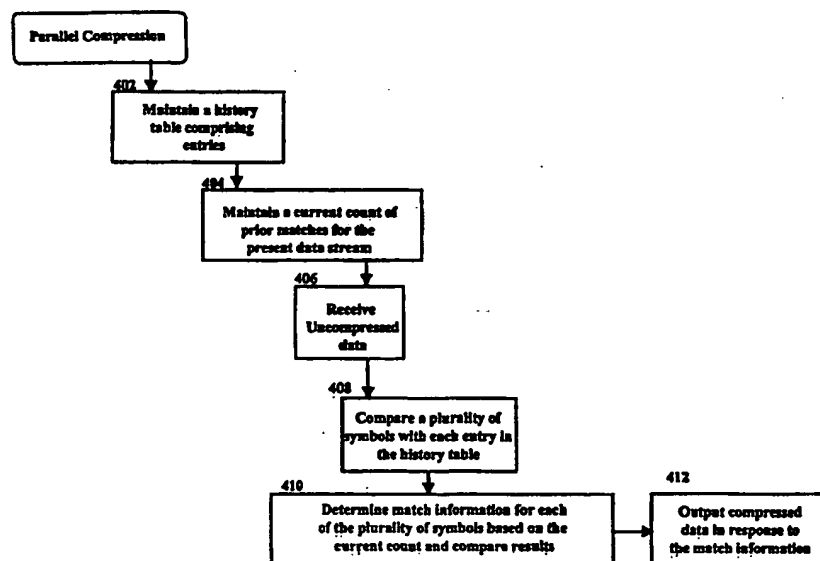 Parallel Compression
402
Maintain a history
table comprising
entries
404
Maintain a current count of
prior matches for the
present data stream
406
Receive
Uncompressed
data
408
Compare a plurality of
symbols with each entry in
the history table
410
Determine match information for each
of the plurality of symbols based on the
current count and compare results
412
Output compressed
data in response to
the match information